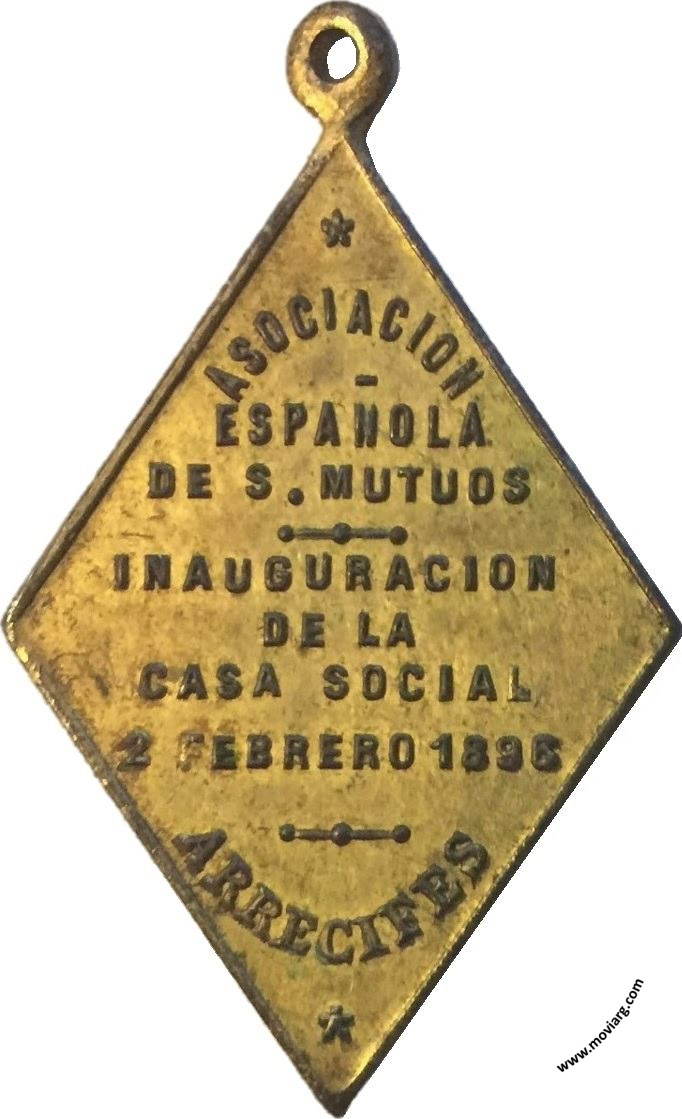 ASOCIACION
ESPAÑOLA
DE S. MUTUOS
INAUGURACION
DE LA
CASA SOCIAL
2 FEBRERO 1896
ARRECIFES
www.moviarg.com